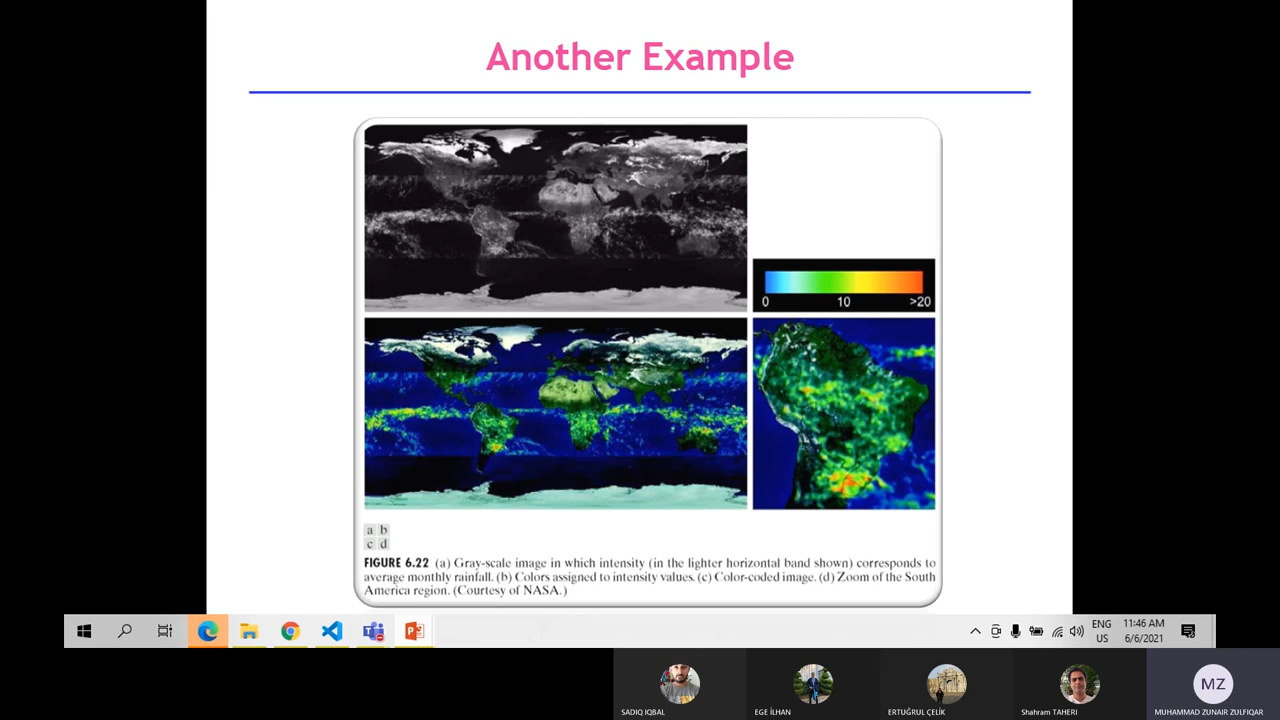 Another Example
0 10 >20
a b
c d
FIGURE 6.22 (a) Gray-scale image in which intensity (in the lighter horizontal band shown) corresponds to
average monthly rainfall. (b) Colors assigned to intensity values. (c) Color-coded image. (d) Zoom of the South
America region. (Courtesy of NASA.)
ENG
US
11:46 AM
6/6/2021
MZ
SADIQ IQBAL
EGE İLHAN
ERTUĞRUL ÇELİK
Shahram TAHERI
MUHAMMAD ZUNAIR ZULFIQAR